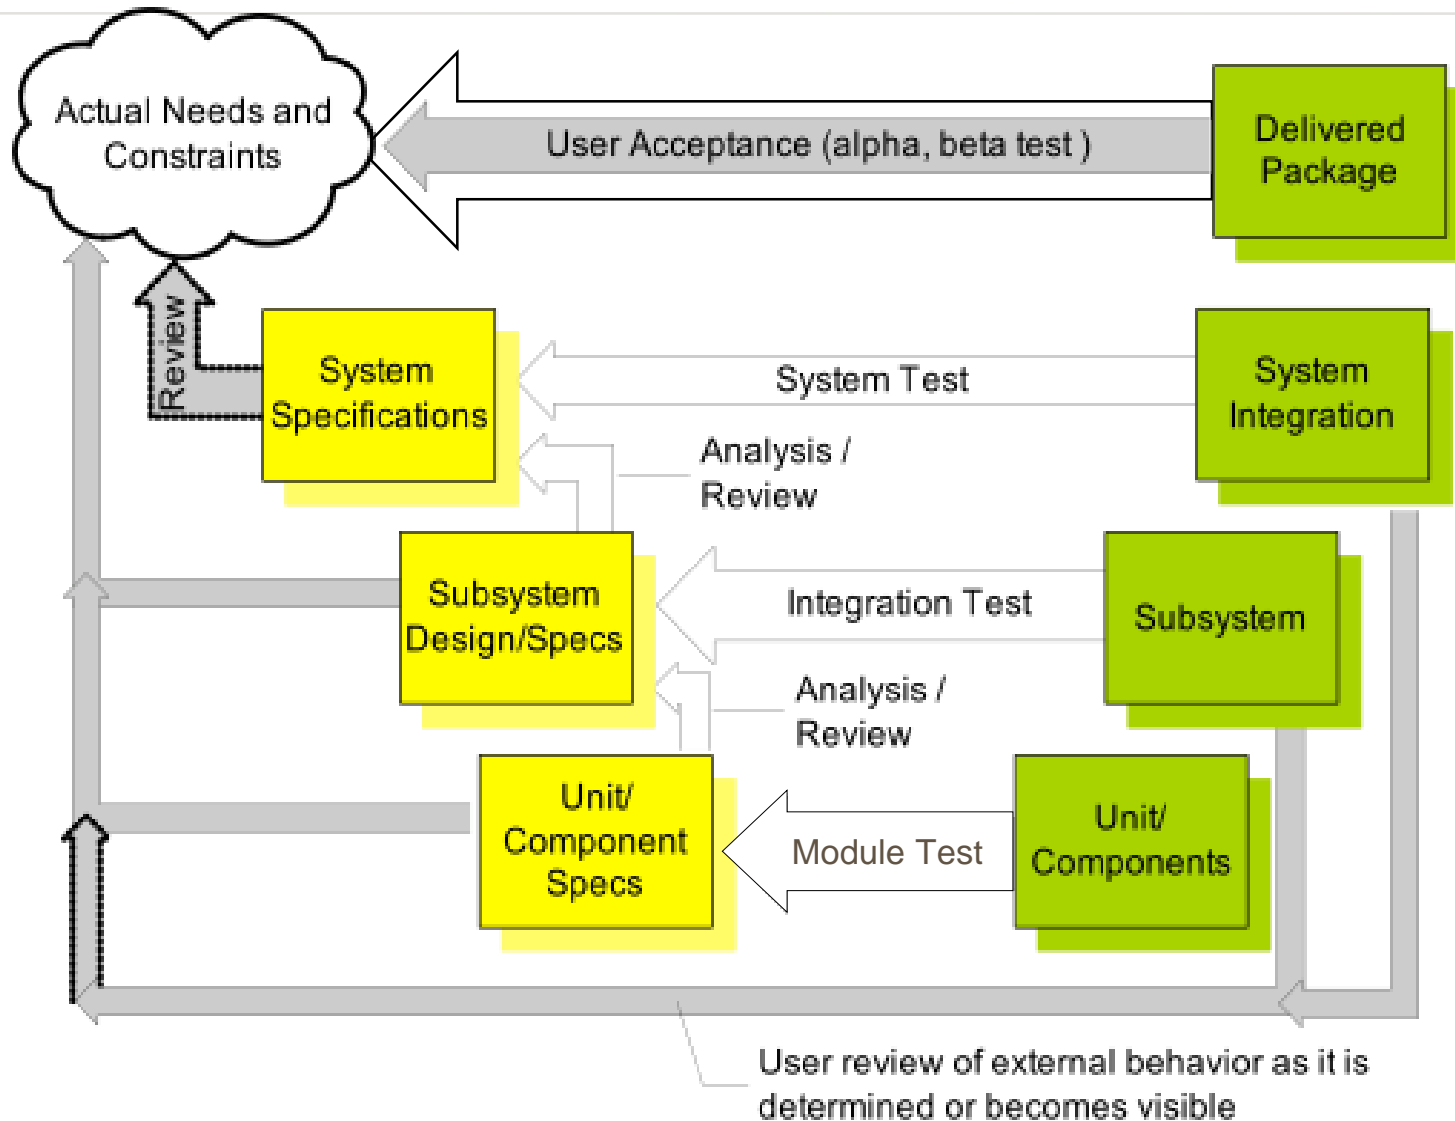 Actual Needs and
Constraints
User Acceptance (alpha, beta test )
Delivered
Package
Review
System
Specifications
System Test
System
Integration
Analysis /
Review
Subsystem
Design/Specs
Integration Test
Subsystem
Analysis /
Review
Unit/
Component
Specs
Module Test
Unit/
Components
User review of external behavior as it is
determined or becomes visible